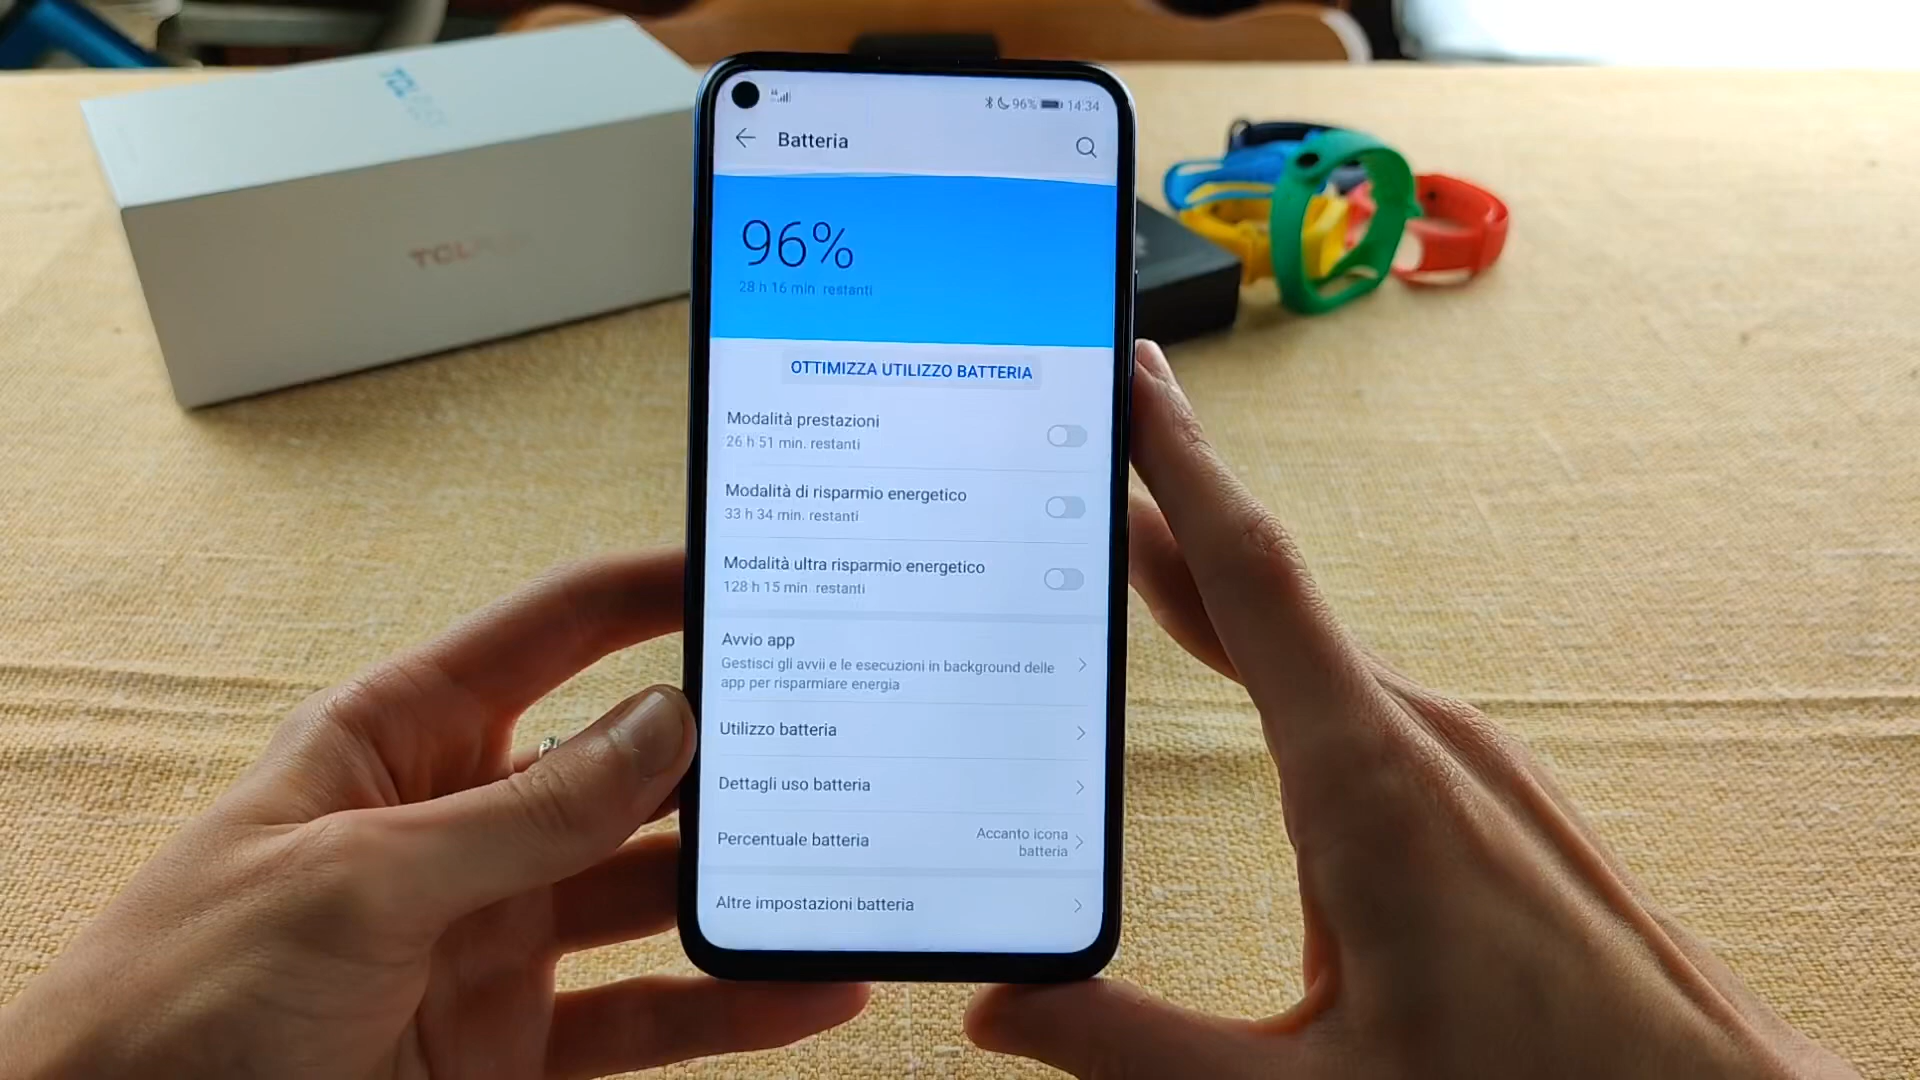 TCL
TCL
96% 14:34
Batteria
96%
28 h 16 min. restanti
OTTIMIZZA UTILIZZO BATTERIA
Modalità prestazioni
26 h 51 min. restanti
Modalità di risparmio energetico
33 h 34 min. restanti
Modalità ultra risparmio energetico
128 h 15 min. restanti
Avvio app
Gestisci gli avvii e le esecuzioni in background delle
app per risparmiare energia
Utilizzo batteria
Dettagli uso batteria
Percentuale batteria
Accanto icona
batteria
Altre impostazioni batteria